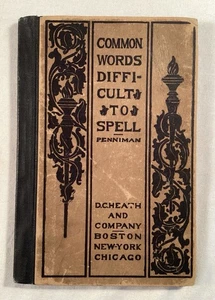 COMMON
WORDS
DIFFI-
CULT
TO
SPELL
PENNIMAN
D.C. HEATH
AND
COMPANY
BOSTON
NEW-YORK
CHICAGO